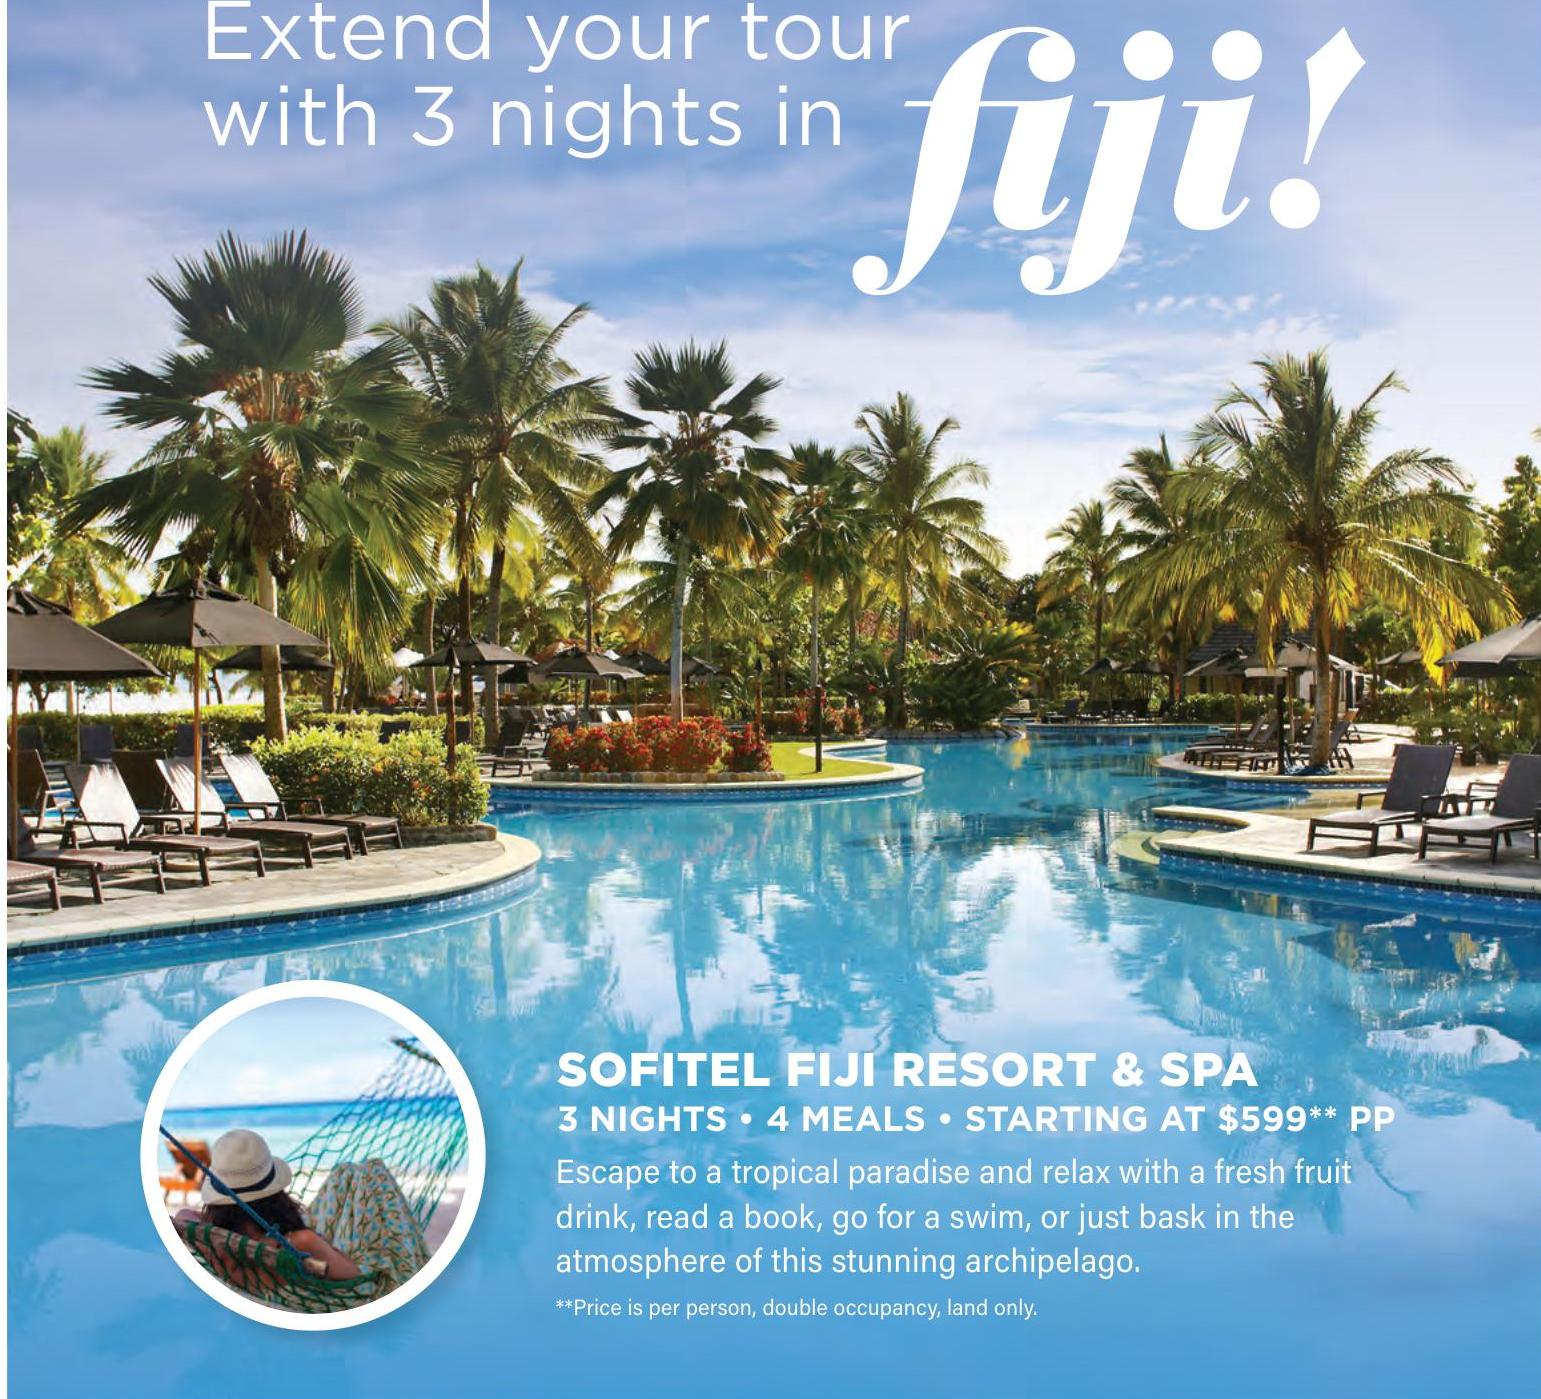 Extend your tour
with 3 nights in
fiji!
SOFITEL FIJI RESORT & SPA
3 NIGHTS • 4 MEALS • STARTING AT $599** PP
Escape to a tropical paradise and relax with a fresh fruit
drink, read a book, go for a swim, or just bask in the
atmosphere of this stunning archipelago.
**Price is per person, double occupancy, land only.